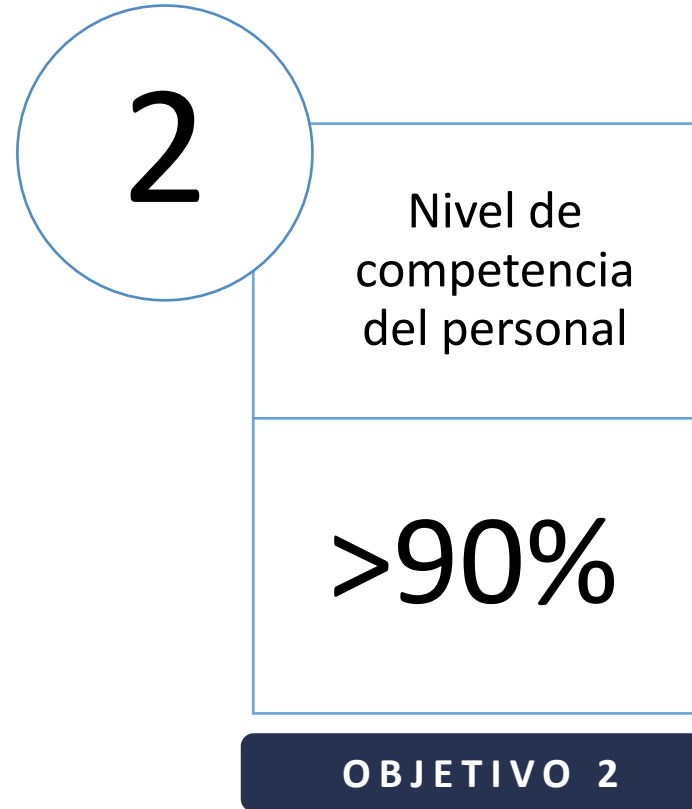 2
Nivel de
competencia
del personal
>90%
OBJETIVO 2